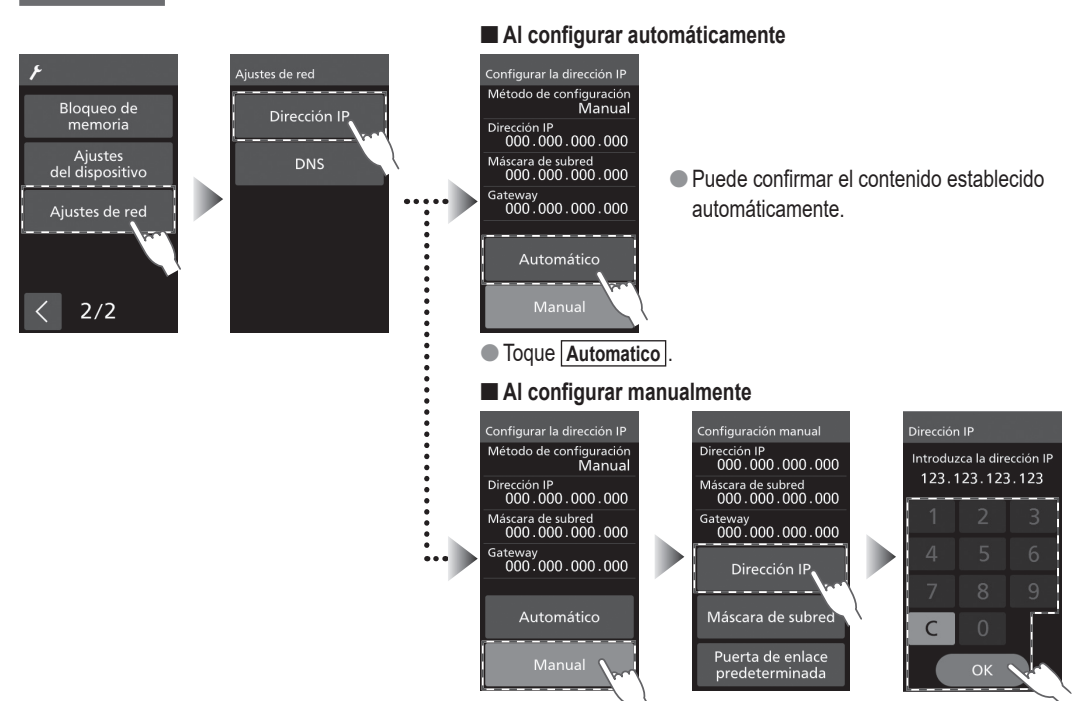 Bloqueo de
memoria
Ajustes
del dispositivo
Ajustes de red
2/2
Ajustes de red
Dirección IP
DNS
■ Al configurar automáticamente
Configurar la dirección IP
Método de configuración
Manual
Dirección IP
000.000.000.000
Máscara de subred
000.000.000.000
Gateway
000.000.000.000
Automático
Manual
● Puede confirmar el contenido establecido
automáticamente.
● Toque Automatico.
■ Al configurar manualmente
Configurar la dirección IP
Método de configuración
Manual
Dirección IP
000.000.000.000
Máscara de subred
000.000.000.000
Gateway
000.000.000.000
Automático
Manual
Configuración manual
Dirección IP
000.000.000.000
Máscara de subred
000.000.000.000
Gateway
000.000.000.000
Dirección IP
Máscara de subred
Puerta de enlace
predeterminada
Dirección IP
Introduzca la dirección IP
123.123.123.123
1 2 3
4 5 6
7 8 9
C 0
OK